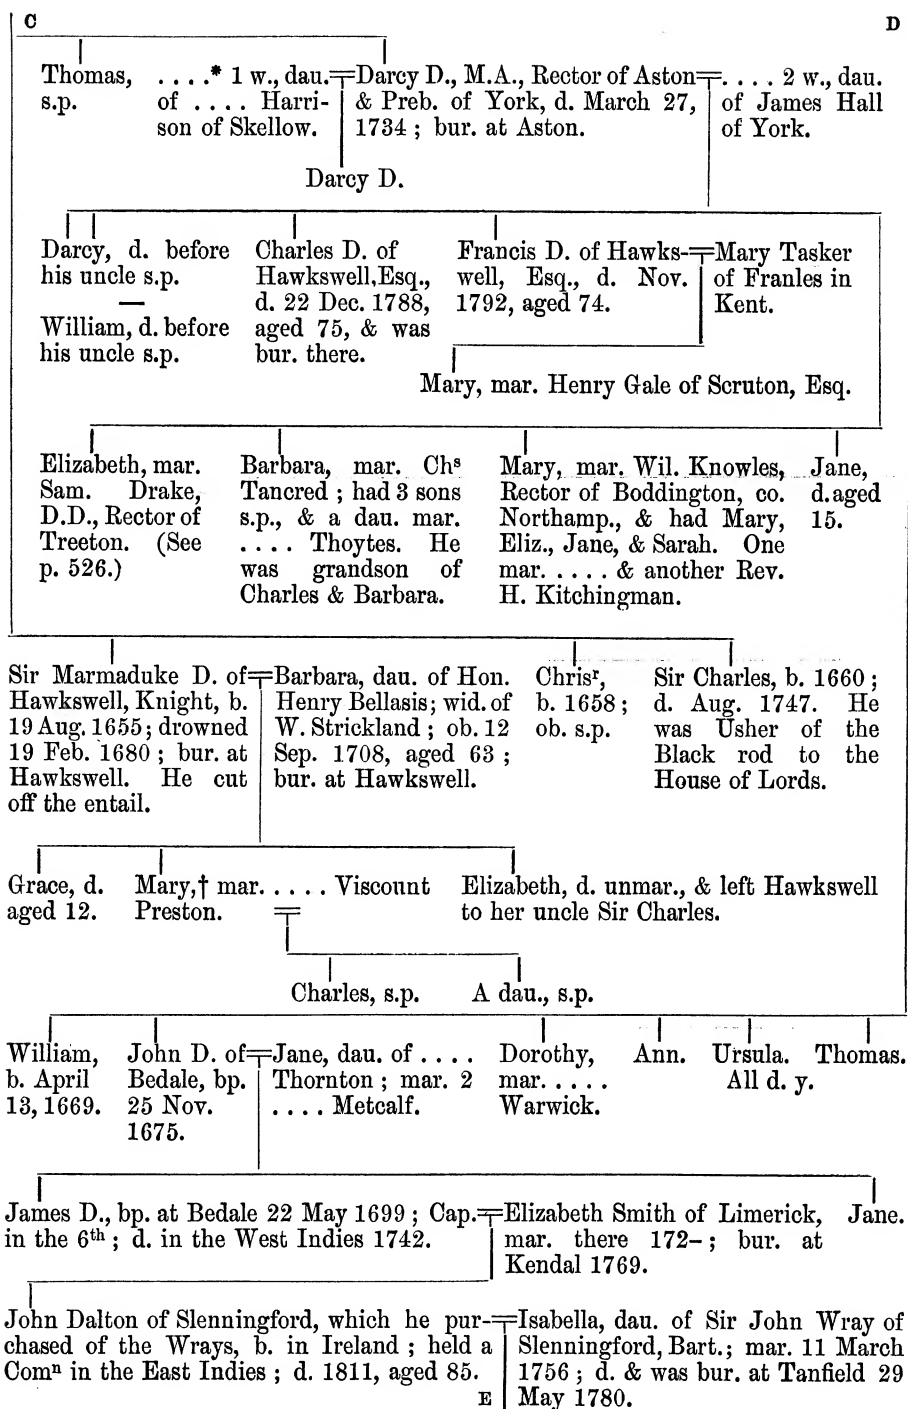 C
D
Thomas,
s.p.
. . . .* 1 w., dau.
of . . . . Harri-
son of Skellow.
Darcy D., M.A., Rector of Aston
& Preb. of York, d. March 27,
1734 ; bur. at Aston.
. . . . 2 w., dau.
of James Hall
of York.
Darcy D.
Darcy, d. before
his uncle s.p.
—
William, d. before
his uncle s.p.
Charles D. of
Hawkswell, Esq.,
d. 22 Dec. 1788,
aged 75, & was
bur. there.
Francis D. of Hawks-
well, Esq., d. Nov.
1792, aged 74.
Mary Tasker
of Franles in
Kent.
Mary, mar. Henry Gale of Scruton, Esq.
Elizabeth, mar.
Sam. Drake,
D.D., Rector of
Treeton. (See
p. 526.)
Barbara, mar. Chˢ
Tancred ; had 3 sons
s.p., & a dau. mar.
. . . . Thoytes. He
was grandson of
Charles & Barbara.
Mary, mar. Wil. Knowles,
Rector of Boddington, co.
Northamp., & had Mary,
Eliz., Jane, & Sarah. One
mar. . . . . & another Rev.
H. Kitchingman.
Jane,
d. aged
15.
Sir Marmaduke D. of
Hawkswell, Knight, b.
19 Aug. 1655 ; drowned
19 Feb. 1680 ; bur. at
Hawkswell. He cut
off the entail.
Barbara, dau. of Hon.
Henry Bellasis ; wid. of
W. Strickland ; ob. 12
Sep. 1708, aged 63 ;
bur. at Hawkswell.
Chrisʳ,
b. 1658 ;
ob. s.p.
Sir Charles, b. 1660 ;
d. Aug. 1747. He
was Usher of the
Black rod to the
House of Lords.
Grace, d.
aged 12.
Mary,† mar. . . . . Viscount
Preston.
Elizabeth, d. unmar., & left Hawkswell
to her uncle Sir Charles.
Charles, s.p.
A dau., s.p.
William,
b. April
13, 1669.
John D. of
Bedale, bp.
25 Nov.
1675.
Jane, dau. of . . . .
Thornton ; mar. 2
. . . . Metcalf.
Dorothy,
mar. . . . .
Warwick.
Ann.
Ursula.
Thomas.
All d. y.
James D., bp. at Bedale 22 May 1699 ; Cap.
in the 6ᵗʰ ; d. in the West Indies 1742.
Elizabeth Smith of Limerick,
mar. there 172- ; bur. at
Kendal 1769.
Jane.
John Dalton of Slenningford, which he pur-
chased of the Wrays, b. in Ireland ; held a
Comⁿ in the East Indies ; d. 1811, aged 85.
Isabella, dau. of Sir John Wray of
Slenningford, Bart.; mar. 11 March
1756 ; d. & was bur. at Tanfield 29
May 1780.
E